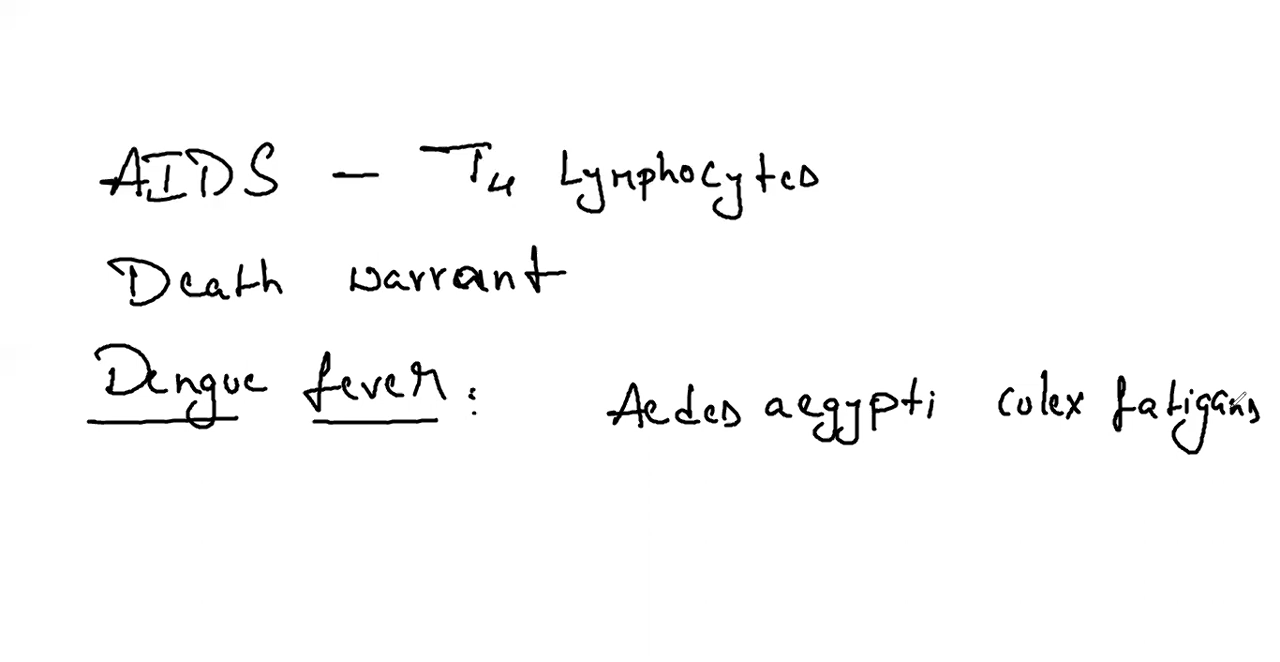 AIDS – T4 Lymphocytes
Death warrant
Dengue fever : Aedes aegypti culex fatigans